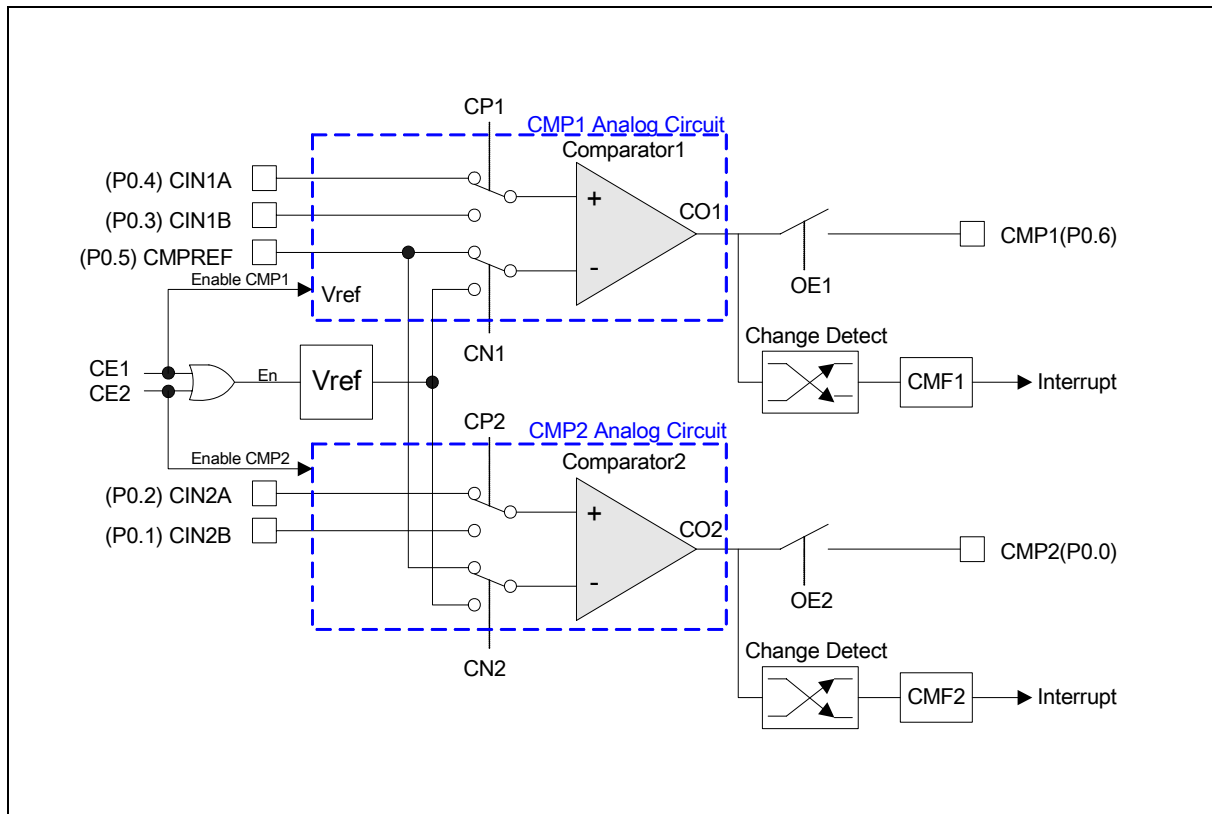 CP1
CMP1 Analog Circuit
Comparator1
(P0.4) CIN1A
(P0.3) CIN1B
(P0.5) CMPREF
+
-
CO1
CMP1(P0.6)
OE1
Enable CMP1
Vref
CN1
Change Detect
CMF1
Interrupt
CE1
CE2
En
Vref
CP2
CMP2 Analog Circuit
Comparator2
Enable CMP2
(P0.2) CIN2A
(P0.1) CIN2B
+
-
CO2
CMP2(P0.0)
OE2
CN2
Change Detect
CMF2
Interrupt